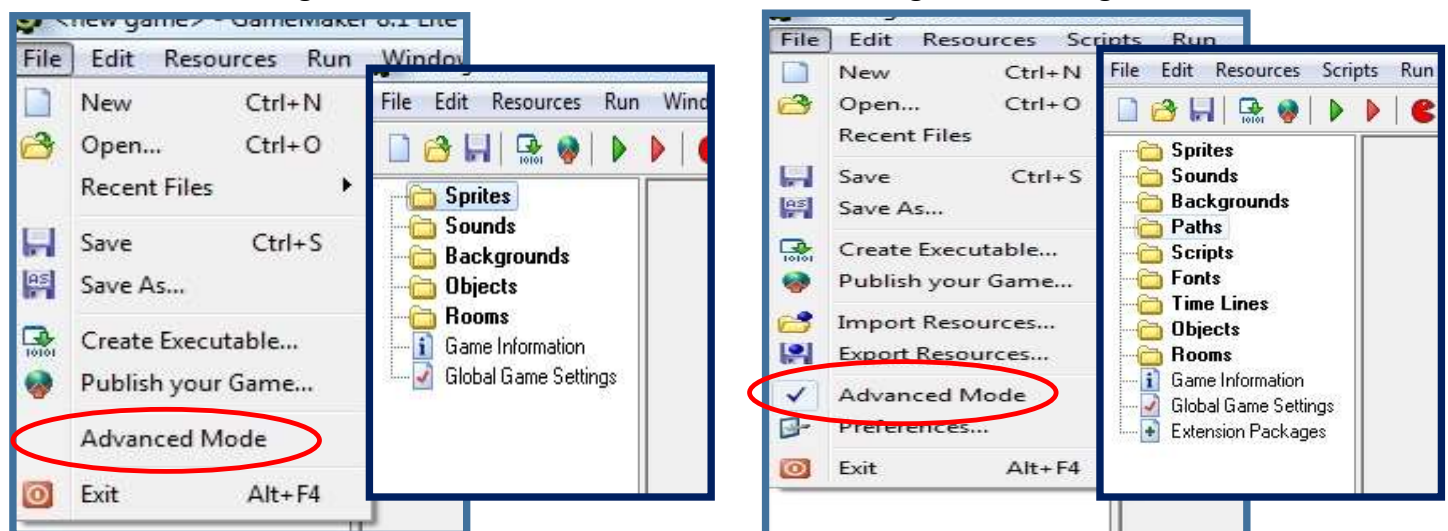 <new game> - GameMaker 8.1 Lite
File Edit Resources Run Window
New Ctrl+N
Open... Ctrl+O
Recent Files
Save Ctrl+S
Save As...
Create Executable...
Publish your Game...
Advanced Mode
Exit Alt+F4
File Edit Resources Run Wind
Sprites
Sounds
Backgrounds
Objects
Rooms
Game Information
Global Game Settings
File Edit Resources Scripts Run
New Ctrl+N
Open... Ctrl+O
Recent Files
Save Ctrl+S
Save As...
Create Executable...
Publish your Game...
Import Resources...
Export Resources...
Advanced Mode
Preferences...
Exit Alt+F4
File Edit Resources Scripts Run
Sprites
Sounds
Backgrounds
Paths
Scripts
Fonts
Time Lines
Objects
Rooms
Game Information
Global Game Settings
Extension Packages